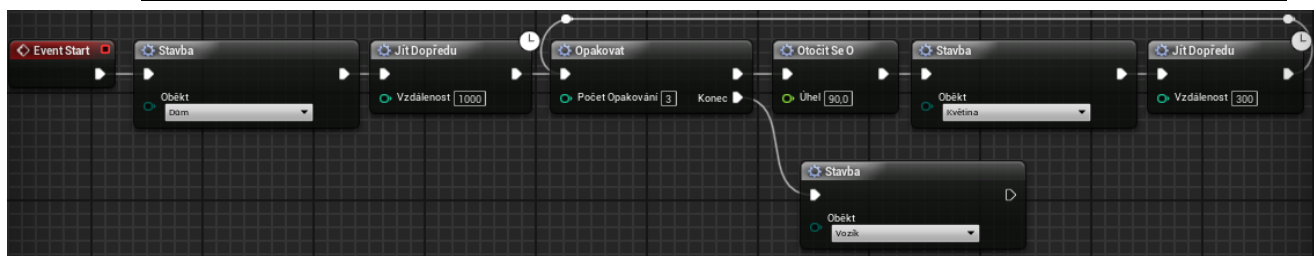 Event Start
Stavba
Oběkt
Dům
Jít Dopředu
Vzdálenost 1000
Opakovat
Počet Opakování 3 Konec
Otočit Se O
Úhel 90,0
Stavba
Oběkt
Květina
Jít Dopředu
Vzdálenost 300
Stavba
Oběkt
Vozík